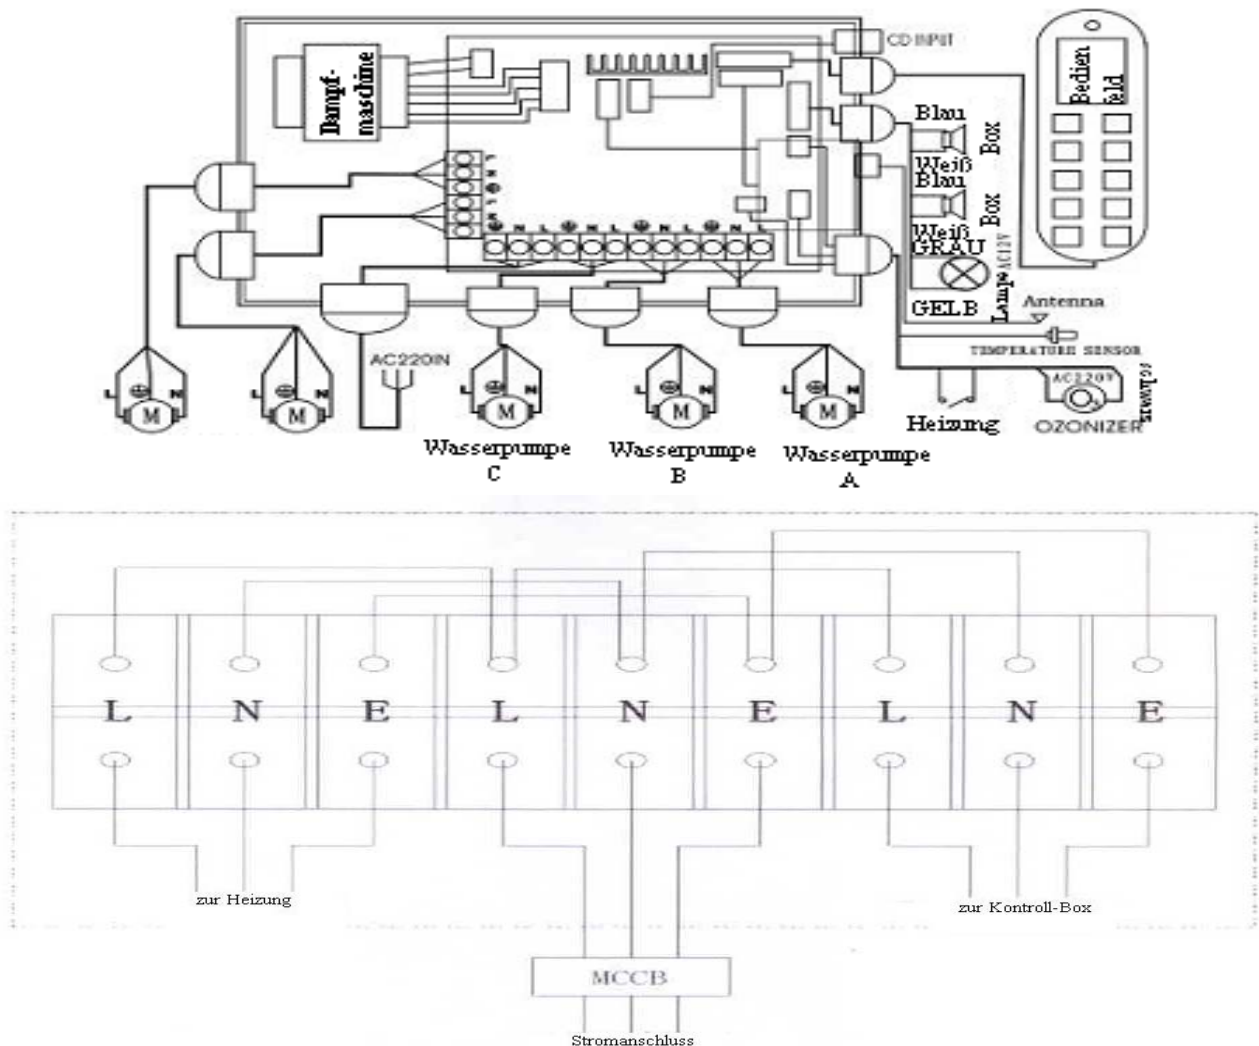 Dampf-
maschine
CD INPUT
Bedien
feld
Blau
Box
Weiß
Blau
Box
Weiß
GRAU
AC12V
Lampe
GELB
Antenna
TEMPERATURE SENSOR
N L N L N L N L
AC220IN
L N
M
L N
M
L N
M
L N
M
L N
M
AC220V
schwarz
Heizung
OZONIZER
Wasserpumpe
C
Wasserpumpe
B
Wasserpumpe
A
L N E L N E L N E
zur Heizung
zur Kontroll-Box
MCCB
Stromanschluss